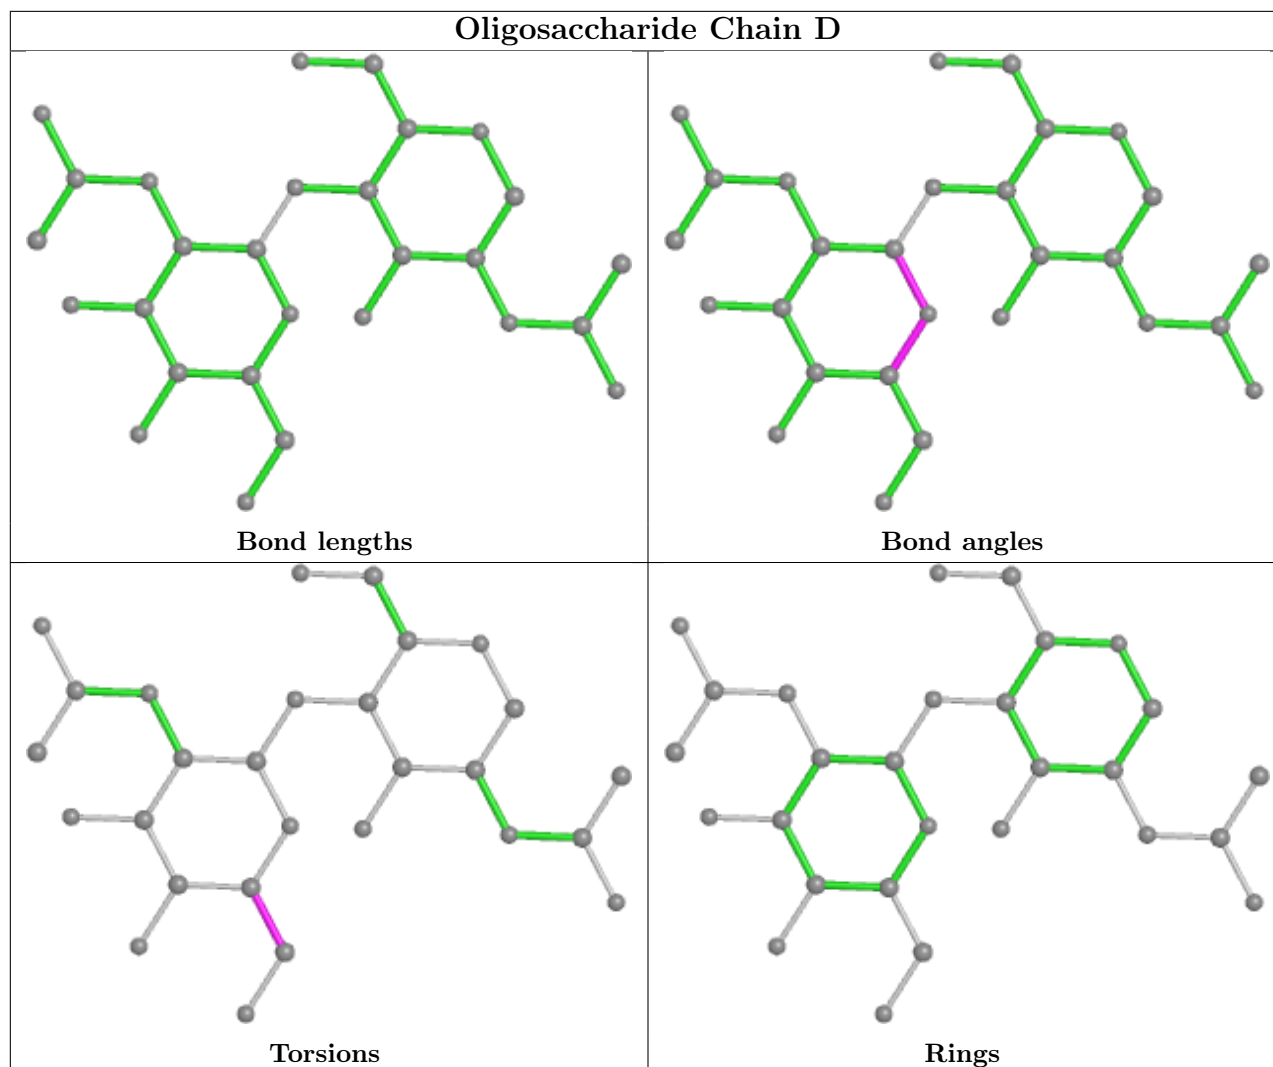 Oligosaccharide Chain D
Bond lengths
Bond angles
Torsions
Rings